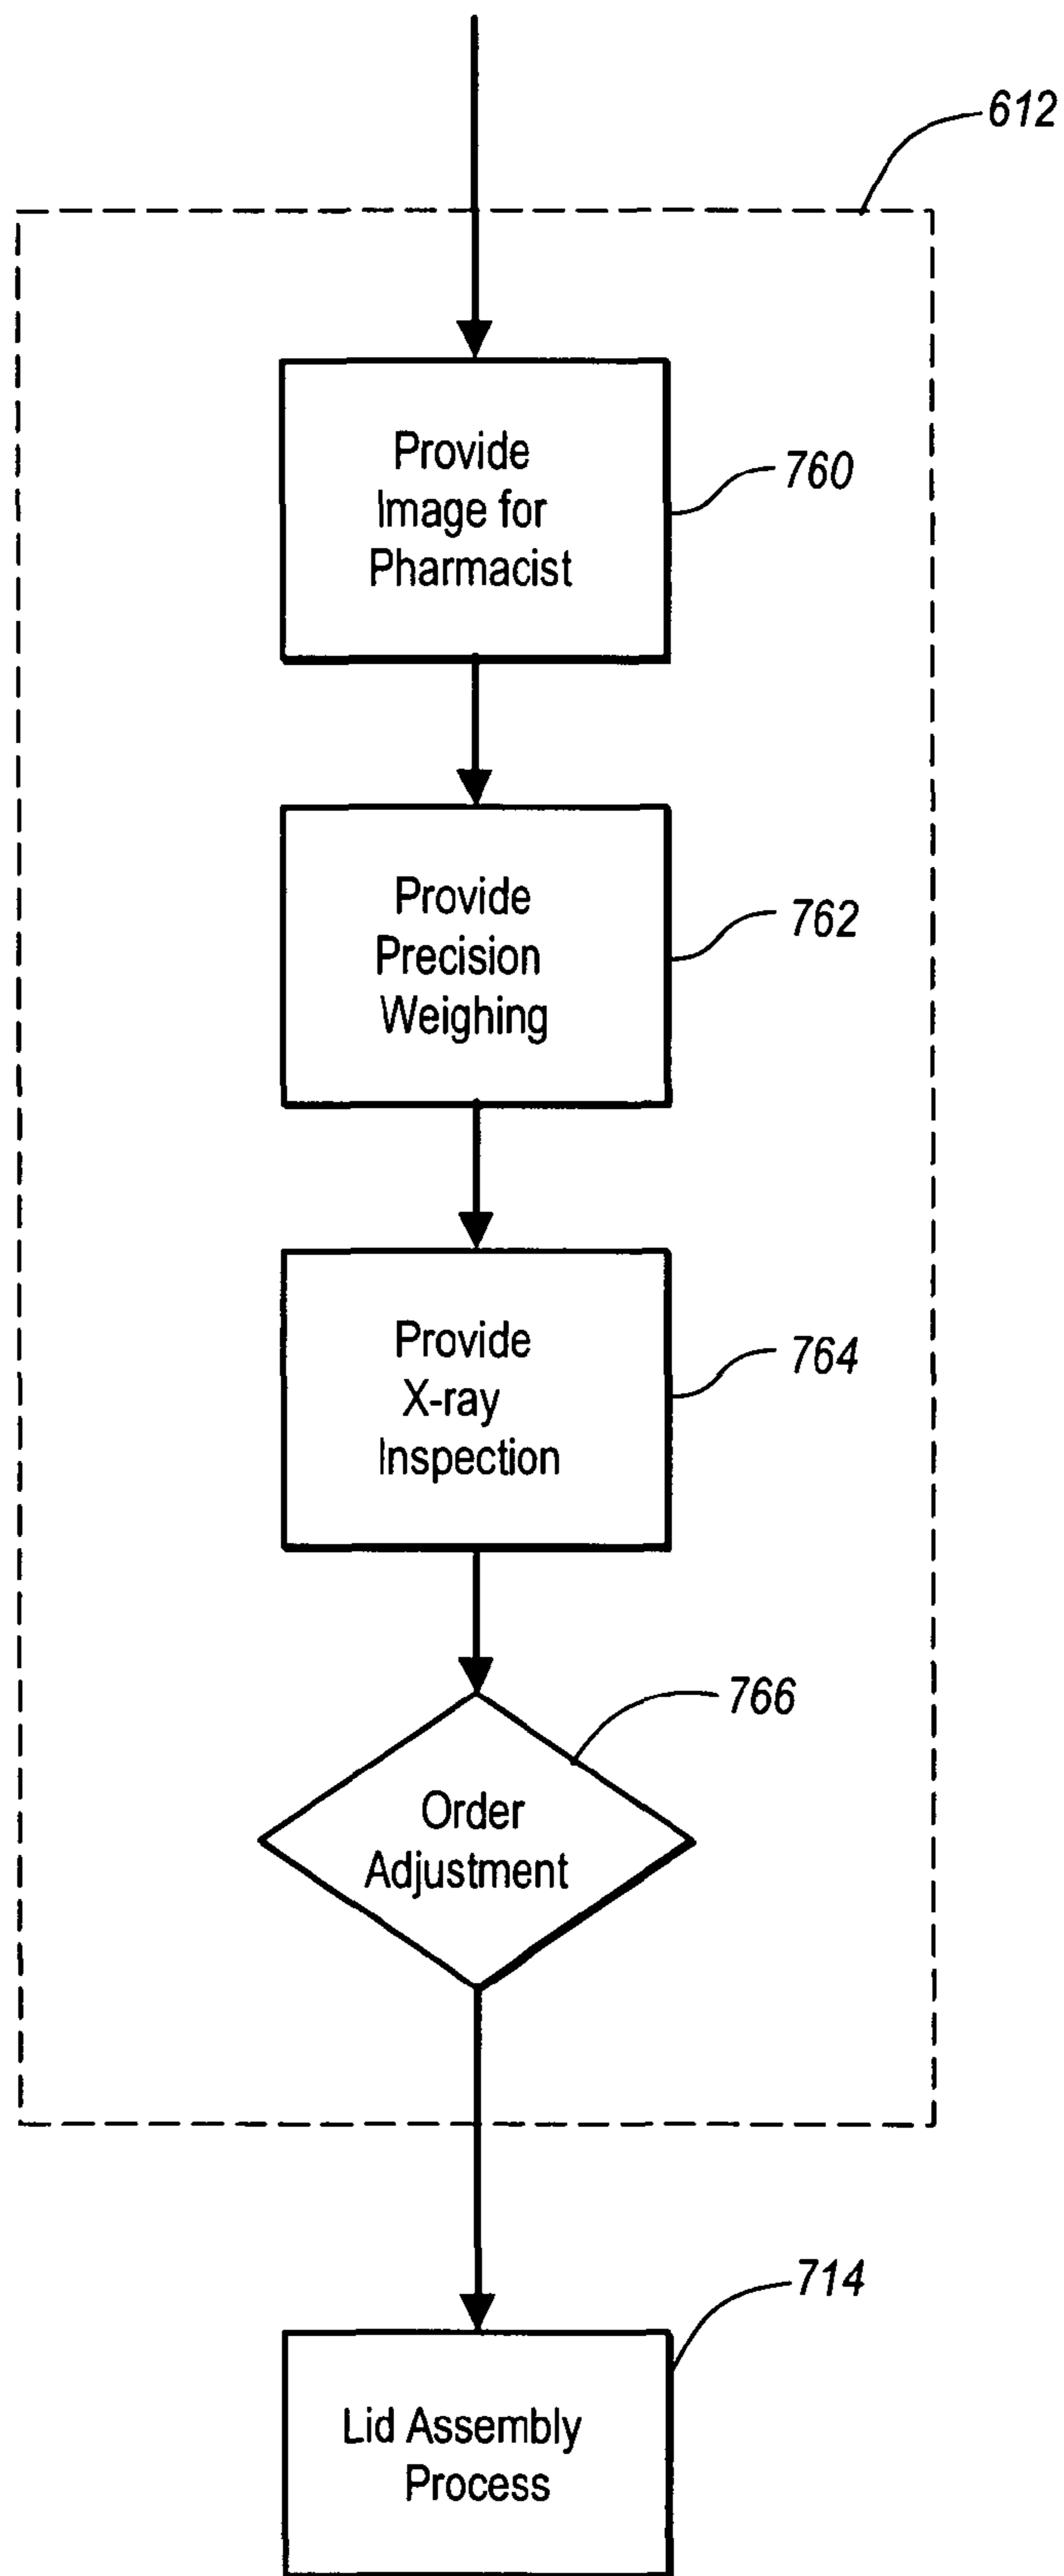 612
Provide
Image for
Pharmacist
760
Provide
Precision
Weighing
762
Provide
X-ray
Inspection
764
766
Order
Adjustment
714
Lid Assembly
Process